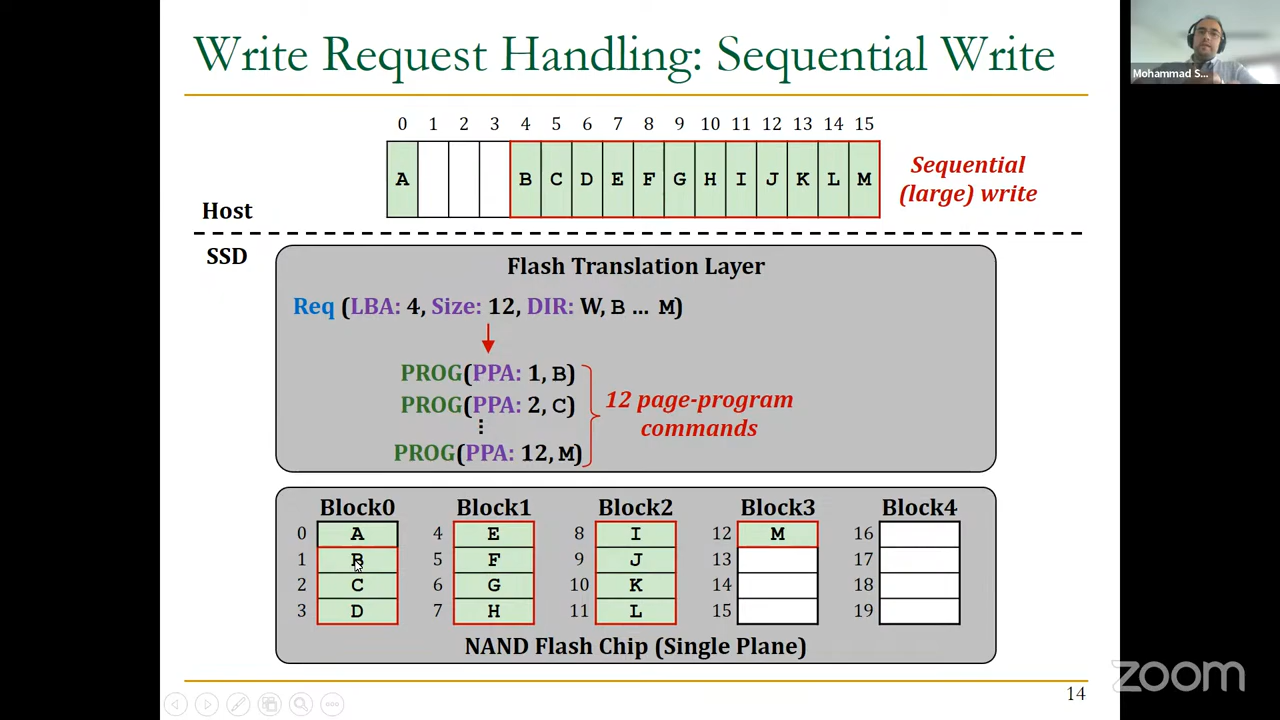 Write Request Handling: Sequential Write
Mohammad S...
0 1 2 3 4 5 6 7 8 9 10 11 12 13 14 15
A B C D E F G H I J K L M
Sequential
(large) write
Host
SSD
Flash Translation Layer
Req (LBA: 4, Size: 12, DIR: W, B ... M)
PROG(PPA: 1, B)
PROG(PPA: 2, C)
⋮
PROG(PPA: 12, M)
12 page-program
commands
Block0 Block1 Block2 Block3 Block4
0 A 4 E 8 I 12 M 16
1 B 5 F 9 J 13 17
2 C 6 G 10 K 14 18
3 D 7 H 11 L 15 19
NAND Flash Chip (Single Plane)
zoom
14